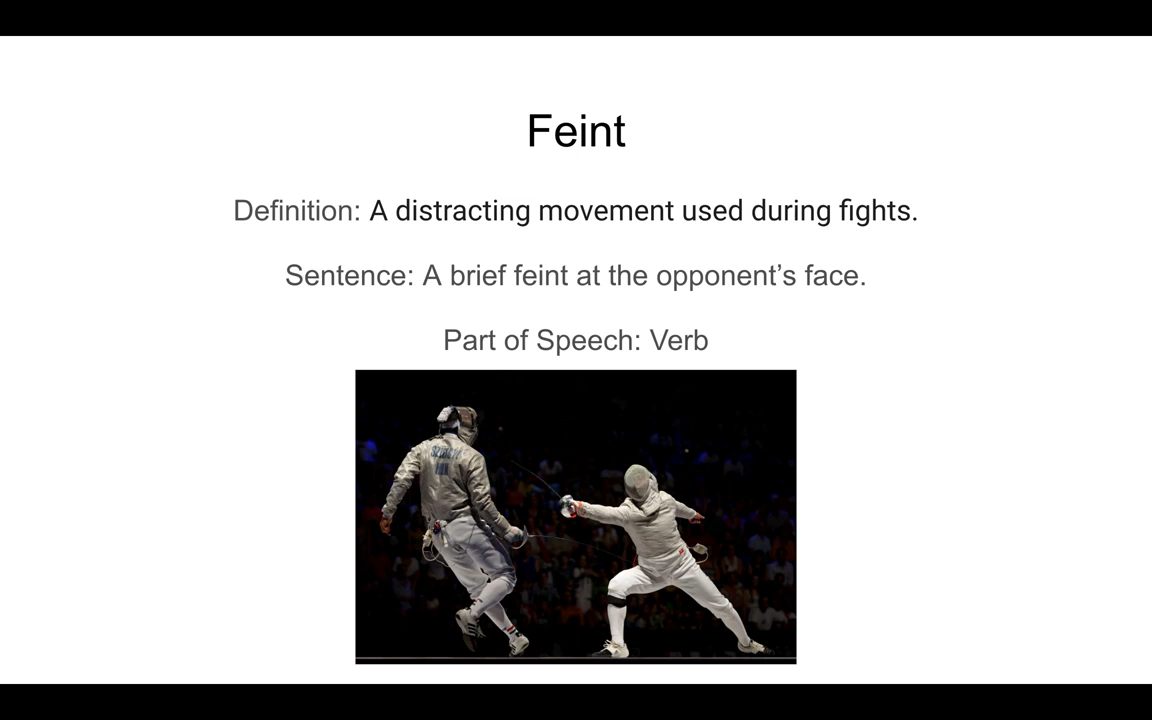 Feint
Definition: A distracting movement used during fights.
Sentence: A brief feint at the opponent’s face.
Part of Speech: Verb